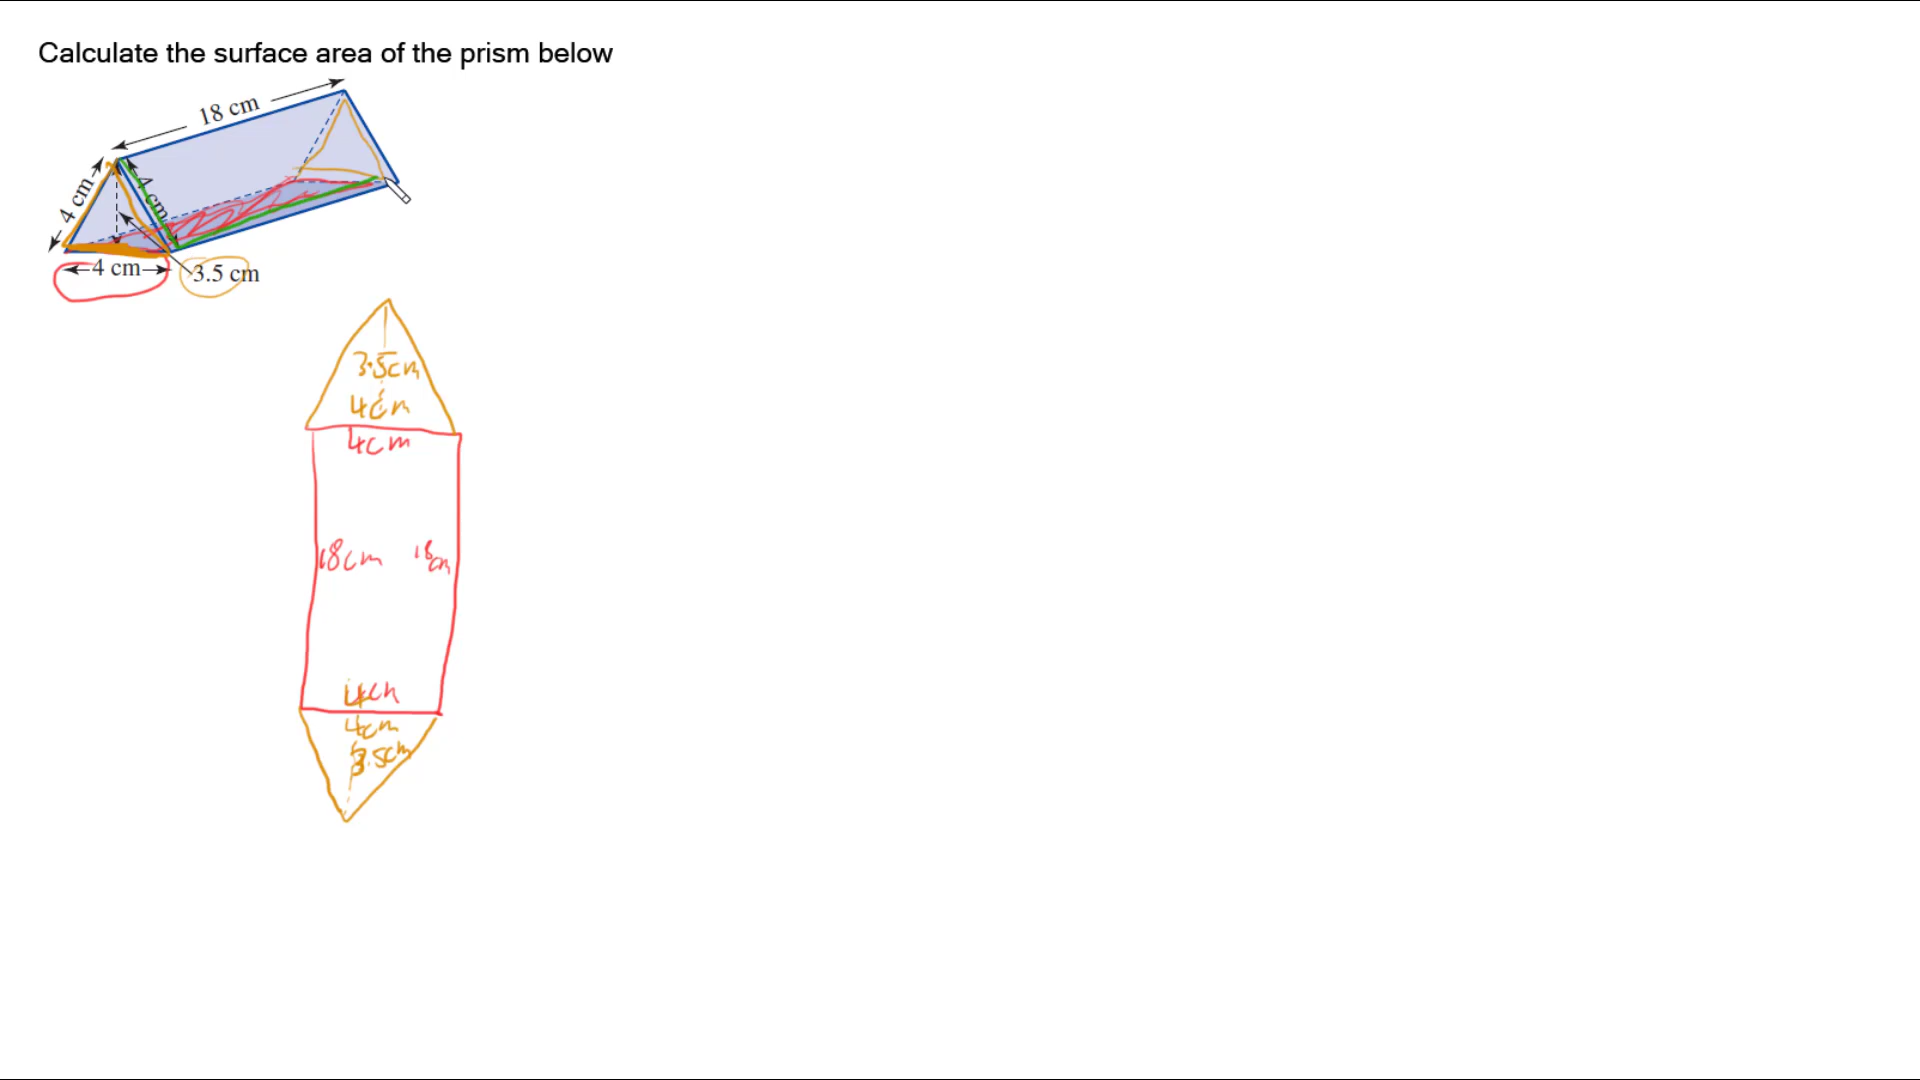 Calculate the surface area of the prism below
18 cm
4 cm
4 cm
4 cm
3.5 cm
3.5cm
4cm
4cm
18cm 18cm
4cm
4cm
3.5cm